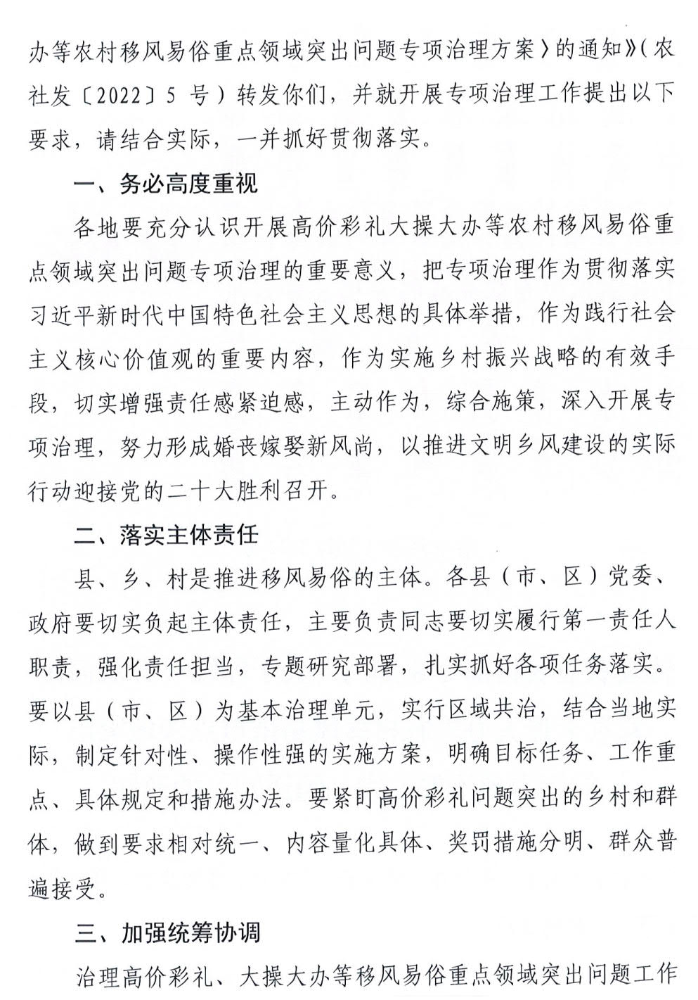 办等农村移风易俗重点领域突出问题专项治理方案〉的通知》（农
社发〔2022〕5 号）转发你们，并就开展专项治理工作提出以下
要求，请结合实际，一并抓好贯彻落实。
一、务必高度重视
各地要充分认识开展高价彩礼大操大办等农村移风易俗重
点领域突出问题专项治理的重要意义，把专项治理作为贯彻落实
习近平新时代中国特色社会主义思想的具体举措，作为践行社会
主义核心价值观的重要内容，作为实施乡村振兴战略的有效手
段，切实增强责任感紧迫感，主动作为，综合施策，深入开展专
项治理，努力形成婚丧嫁娶新风尚，以推进文明乡风建设的实际
行动迎接党的二十大胜利召开。
二、落实主体责任
县、乡、村是推进移风易俗的主体。各县（市、区）党委、
政府要切实负起主体责任，主要负责同志要切实履行第一责任人
职责，强化责任担当，专题研究部署，扎实抓好各项任务落实。
要以县（市、区）为基本治理单元，实行区域共治，结合当地实
际，制定针对性、操作性强的实施方案，明确目标任务、工作重
点、具体规定和措施办法。要紧盯高价彩礼问题突出的乡村和群
体，做到要求相对统一、内容量化具体、奖罚措施分明、群众普
遍接受。
三、加强统筹协调
治理高价彩礼、大操大办等移风易俗重点领域突出问题工作